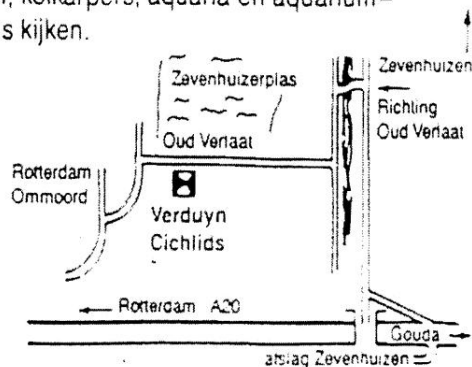 koikarpers, aquaria en aquarium-
s kijken.
Zevenhuizerplas
Oud Verlaat
Zevenhuizen
Richting
Oud Verlaat
Rotterdam
Ommoord
Verduyn
Cichlids
Rotterdam A20
Gouda
afslag Zevenhuizen